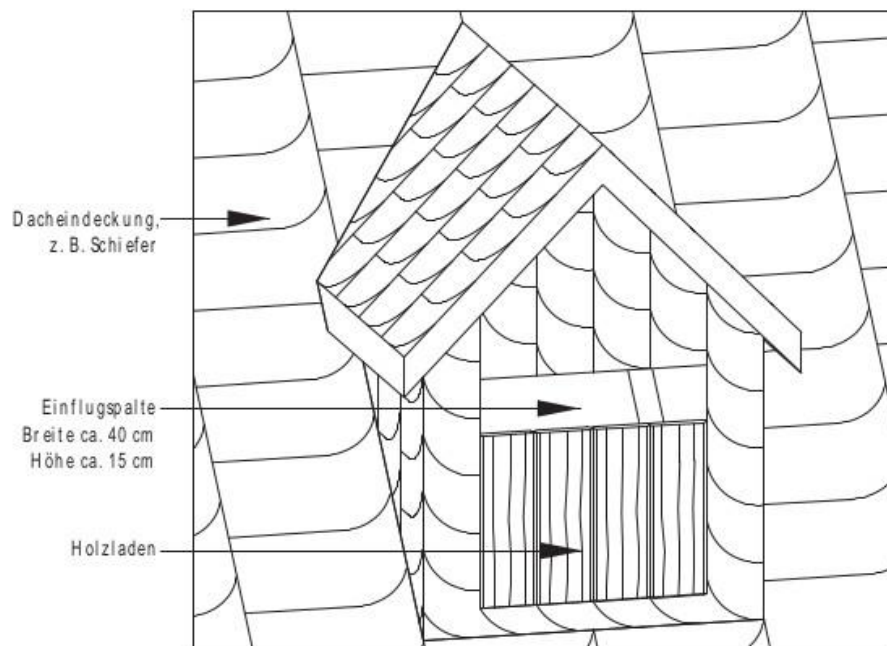 Dacheindeckung,
z. B. Schiefer
Einflugspalte
Breite ca. 40 cm
Höhe ca. 15 cm
Holzladen